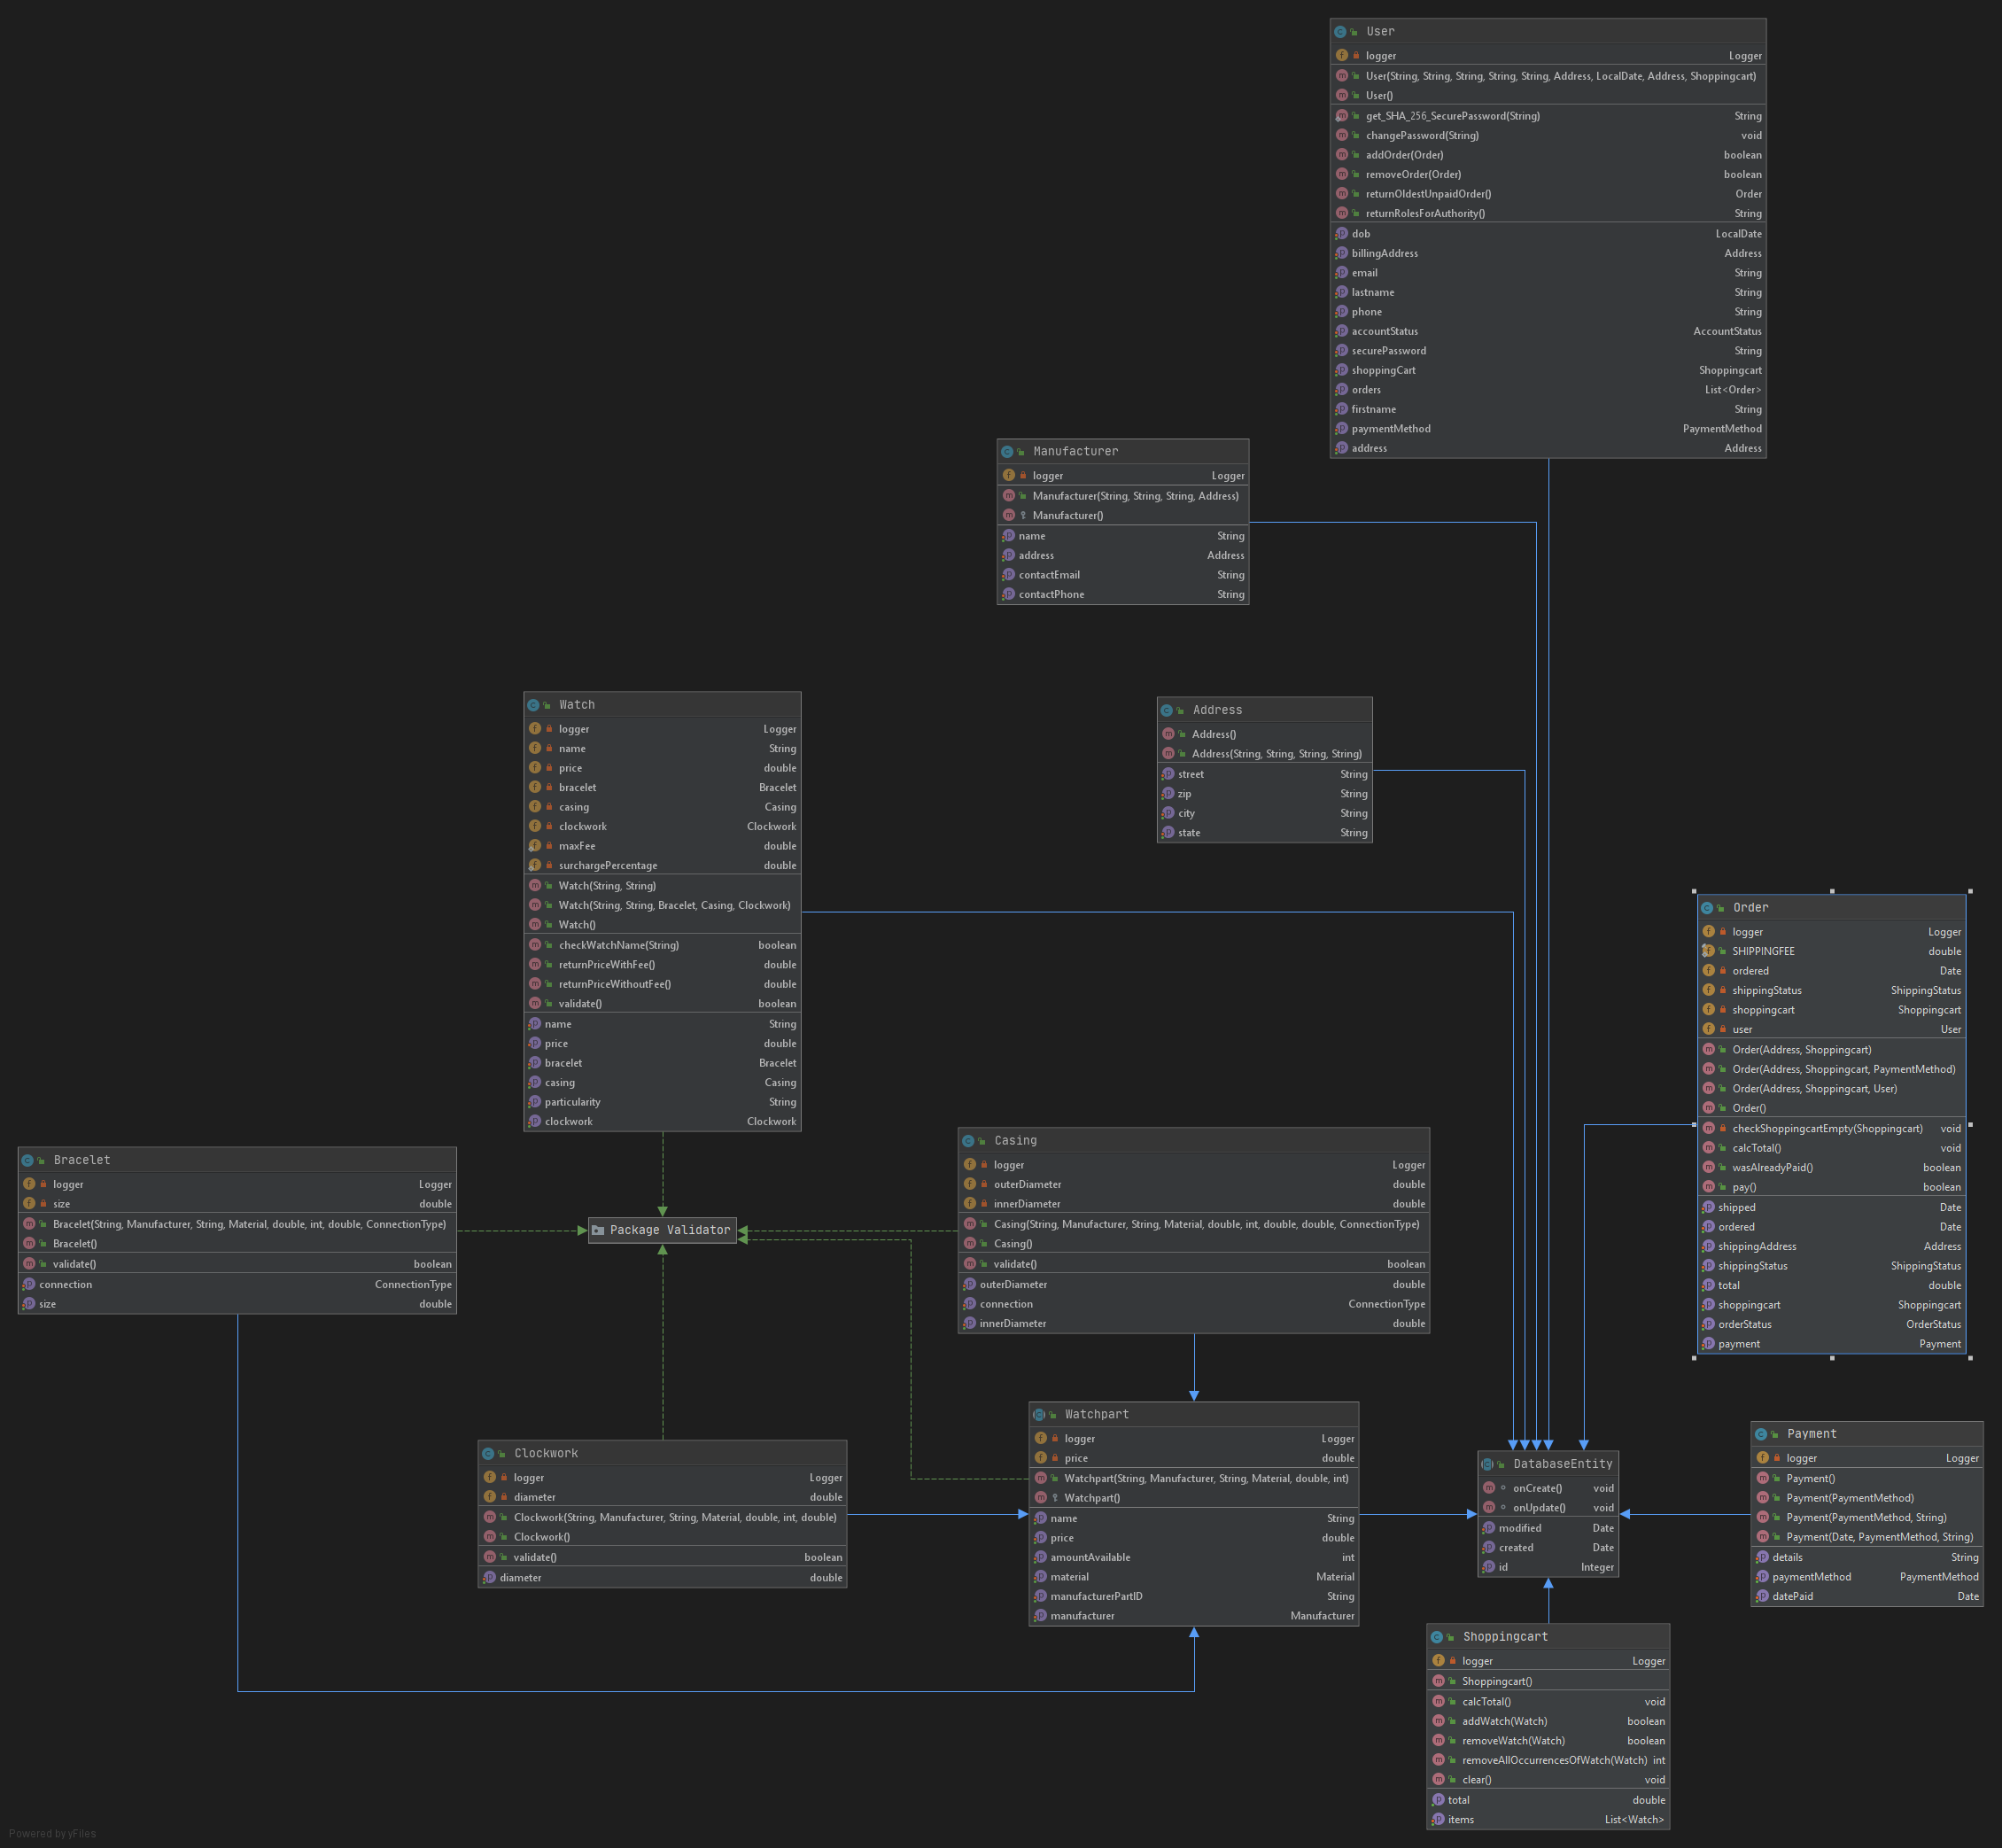 User
logger Logger
User(String, String, String, String, String, Address, LocalDate, Address, Shoppingcart)
User()
get_SHA_256_SecurePassword(String) String
changePassword(String) void
addOrder(Order) boolean
removeOrder(Order) boolean
returnOldestUnpaidOrder() Order
returnRolesForAuthority() String
dob LocalDate
billingAddress Address
email String
lastname String
phone String
accountStatus AccountStatus
securePassword String
shoppingCart Shoppingcart
orders List<Order>
firstname String
paymentMethod PaymentMethod
address Address
Manufacturer
logger Logger
Manufacturer(String, String, String, Address)
Manufacturer()
name String
address Address
contactEmail String
contactPhone String
Watch
logger Logger
name String
price double
bracelet Bracelet
casing Casing
clockwork Clockwork
maxFee double
surchargePercentage double
Watch(String, String)
Watch(String, String, Bracelet, Casing, Clockwork)
Watch()
checkWatchName(String) boolean
returnPriceWithFee() double
returnPriceWithoutFee() double
validate() boolean
name String
price double
bracelet Bracelet
casing Casing
particularity String
clockwork Clockwork
Address
Address()
Address(String, String, String, String)
street String
zip String
city String
state String
Order
logger Logger
SHIPPINGFEE double
ordered Date
shippingStatus ShippingStatus
shoppingcart Shoppingcart
user User
Order(Address, Shoppingcart)
Order(Address, Shoppingcart, PaymentMethod)
Order(Address, Shoppingcart, User)
Order()
checkShoppingcartEmpty(Shoppingcart) void
calcTotal() void
wasAlreadyPaid() boolean
pay() boolean
shipped Date
ordered Date
shippingAddress Address
shippingStatus ShippingStatus
total double
shoppingcart Shoppingcart
orderStatus OrderStatus
payment Payment
Bracelet
logger Logger
size double
Bracelet(String, Manufacturer, String, Material, double, int, double, ConnectionType)
Bracelet()
validate() boolean
connection ConnectionType
size double
Package Validator
Casing
logger Logger
outerDiameter double
innerDiameter double
Casing(String, Manufacturer, String, Material, double, int, double, double, ConnectionType)
Casing()
validate() boolean
outerDiameter double
connection ConnectionType
innerDiameter double
Clockwork
logger Logger
diameter double
Clockwork(String, Manufacturer, String, Material, double, int, double)
Clockwork()
validate() boolean
diameter double
Watchpart
logger Logger
price double
Watchpart(String, Manufacturer, String, Material, double, int)
Watchpart()
name String
price double
amountAvailable int
material Material
manufacturerPartID String
manufacturer Manufacturer
DatabaseEntity
onCreate() void
onUpdate() void
modified Date
created Date
id Integer
Payment
logger Logger
Payment()
Payment(PaymentMethod)
Payment(PaymentMethod, String)
Payment(Date, PaymentMethod, String)
details String
paymentMethod PaymentMethod
datePaid Date
Shoppingcart
logger Logger
Shoppingcart()
calcTotal() void
addWatch(Watch) boolean
removeWatch(Watch) boolean
removeAllOccurrencesOfWatch(Watch) int
clear() void
total double
items List<Watch>
Powered by yFiles